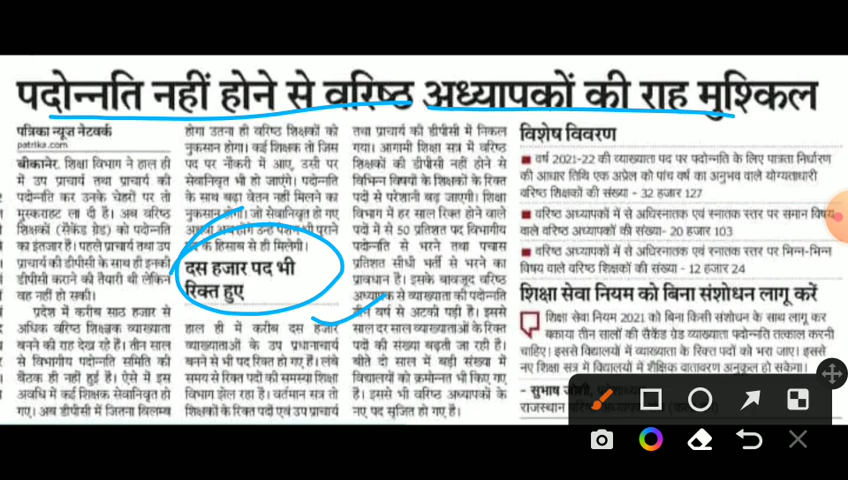 पदोन्नति नहीं होने से वरिष्ठ अध्यापकों की राह मुश्किल
पत्रिका न्यूज नेटवर्क
patrika.com
बीकानेर. शिक्षा विभाग ने हाल ही
में उप प्राचार्य तथा प्राचार्य की
पदोन्नति कर उनके चेहरों पर तो
मुस्कराहट ला दी है। अब वरिष्ठ
शिक्षकों (सैकेंड ग्रेड) को पदोन्नति
का इंतजार है। पहले प्राचार्य तथा उप
प्राचार्य की डीपीसी के साथ ही इनकी
डीपीसी कराने की तैयारी थी लेकिन
वह नहीं हो सकी।
प्रदेश में करीब साठ हजार से
अधिक वरिष्ठ शिक्षक व्याख्याता
बनने की राह देख रहे हैं। तीन साल
से विभागीय पदोन्नति समिति की
बैठक ही नहीं हुई है। ऐसे में इस
अवधि में कई शिक्षक सेवानिवृत हो
गए। अब डीपीसी में जितना विलम्ब
होगा उतना ही वरिष्ठ शिक्षकों को
नुकसान होगा। कई शिक्षक तो जिस
पद पर नौकरी में आए, उसी पर
सेवानिवृत भी हो जाएंगे। पदोन्नति
के साथ बढ़ा वेतन नहीं मिलने का
नुकसान होगा। जो सेवानिवृत हो गए
अथवा अब होंगे उन्हें पेंशन भी पुराने
पद के हिसाब से ही मिलेगी।
दस हजार पद भी
रिक्त हुए
हाल ही में करीब दस हजार
व्याख्याताओं के उप प्रधानाचार्य
बनने से भी पद रिक्त हो गए हैं। लंबे
समय से रिक्त पदों की समस्या शिक्षा
विभाग झेल रहा है। वर्तमान सत्र तो
शिक्षकों के रिक्त पदों एवं उप प्राचार्य
तथा प्राचार्य की डीपीसी में निकल
गया। आगामी शिक्षा सत्र में वरिष्ठ
शिक्षकों की डीपीसी नहीं होने से
विभिन्न विषयों के शिक्षकों के रिक्त
पदों से परेशानी बढ़ जाएगी। शिक्षा
विभाग में हर साल रिक्त होने वाले
पदों में से 50 प्रतिशत पद विभागीय
पदोन्नति से भरने तथा पचास
प्रतिशत सीधी भर्ती से भरने का
प्रावधान है। इसके बावजूद वरिष्ठ
अध्यापक से व्याख्याता की पदोन्नति
तीन वर्ष से अटकी पड़ी है। इससे
साल दर साल व्याख्याताओं के रिक्त
पदों की संख्या बढ़ती जा रही है।
बीते दो साल में बड़ी संख्या में
विद्यालयों को क्रमोन्नत भी किए गए
हैं। इससे भी वरिष्ठ अध्यापकों के
नए पद सृजित हो गए हैं।
विशेष विवरण
वर्ष 2021-22 की व्याख्याता पद पर पदोन्नति के लिए पात्रता निर्धारण
की आधार तिथि एक अप्रेल को पांच वर्ष का अनुभव वाले योग्यताधारी
वरिष्ठ शिक्षकों की संख्या - 32 हजार 127
वरिष्ठ अध्यापकों में से अधिस्नातक एवं स्नातक स्तर पर समान विषय
वाले वरिष्ठ शिक्षकों की संख्या- 20 हजार 103
वरिष्ठ अध्यापकों में से अधिस्नातक एवं स्नातक स्तर पर भिन्न-भिन्न
विषय वाले वरिष्ठ शिक्षकों की संख्या - 12 हजार 24
शिक्षा सेवा नियम को बिना संशोधन लागू करें
शिक्षा सेवा नियम 2021 को बिना किसी संशोधन के साथ लागू कर
बकाया तीन सालों की सैकेंड ग्रेड व्याख्याता पदोन्नति तत्काल करनी
चाहिए। इससे विद्यालयों में व्याख्याता के रिक्त पदों को भरा जाए। इससे
नए शिक्षा सत्र में विद्यालयों में शैक्षिक वातावरण अनुकूल हो सकेगा।
- सुभाष जोशी,
राजस्थान